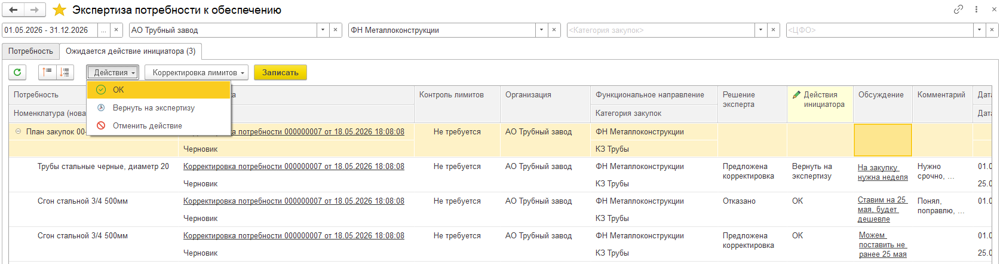 Экспертиза потребности к обеспечению
01.05.2026 - 31.12.2026 ... × АО Трубный завод × ФН Металлоконструкции × <Категория закупок> × <ЦФО> ×
Потребность Ожидается действие инициатора (3)
Действия Корректировка лимитов Записать
ОК
Вернуть на экспертизу
Отменить действие
Потребность ка Контроль лимитов Организация Функциональное направление Решение эксперта Действия инициатора Обсуждение Комментарий Дата
Номенклатура (нова Категория закупок Дата
План закупок 00- потребности 000000007 от 18.05.2026 18:08:08 Не требуется АО Трубный завод ФН Металлоконструкции
Черновик КЗ Трубы
Трубы стальные черные, диаметр 20 Корректировка потребности 000000007 от 18.05.2026 18:08:08 Не требуется АО Трубный завод ФН Металлоконструкции Предложена корректировка Вернуть на экспертизу На закупку нужна неделя Нужно срочно, ... 01.0
Черновик КЗ Трубы 25.0
Сгон стальной 3/4 500мм Корректировка потребности 000000007 от 18.05.2026 18:08:08 Не требуется АО Трубный завод ФН Металлоконструкции Отказано ОК Ставим на 25 мая, будет дешевле Понял, поправлю, ... 01.0
Черновик КЗ Трубы
Сгон стальной 3/4 500мм Корректировка потребности 000000007 от 18.05.2026 18:08:08 Не требуется АО Трубный завод ФН Металлоконструкции Предложена корректировка ОК Можем поставить не ранее 25 мая 01.0
Черновик КЗ Трубы 25.0